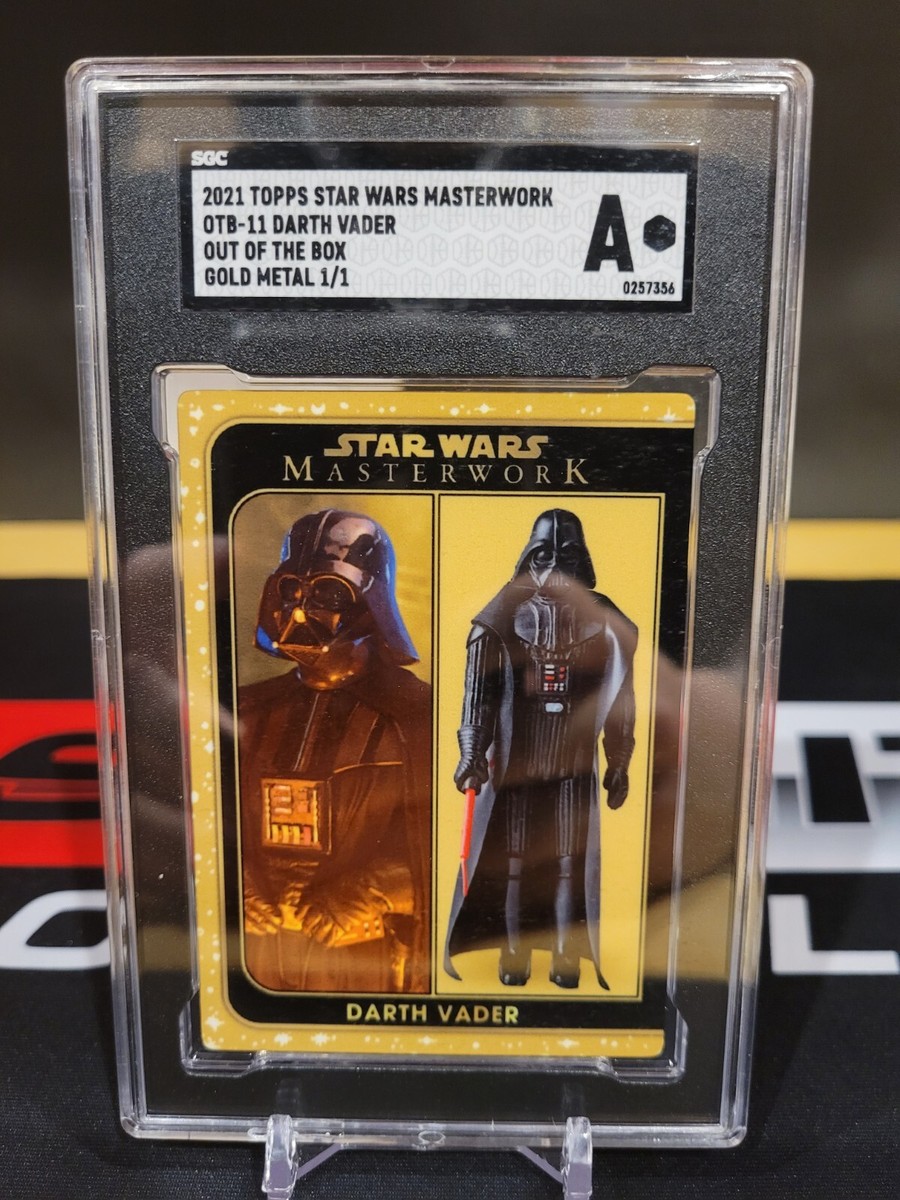 SGC
2021 TOPPS STAR WARS MASTERWORK
OTB-11 DARTH VADER
OUT OF THE BOX
GOLD METAL 1/1
A
0257356
STAR WARS
MASTERWORK
DARTH VADER